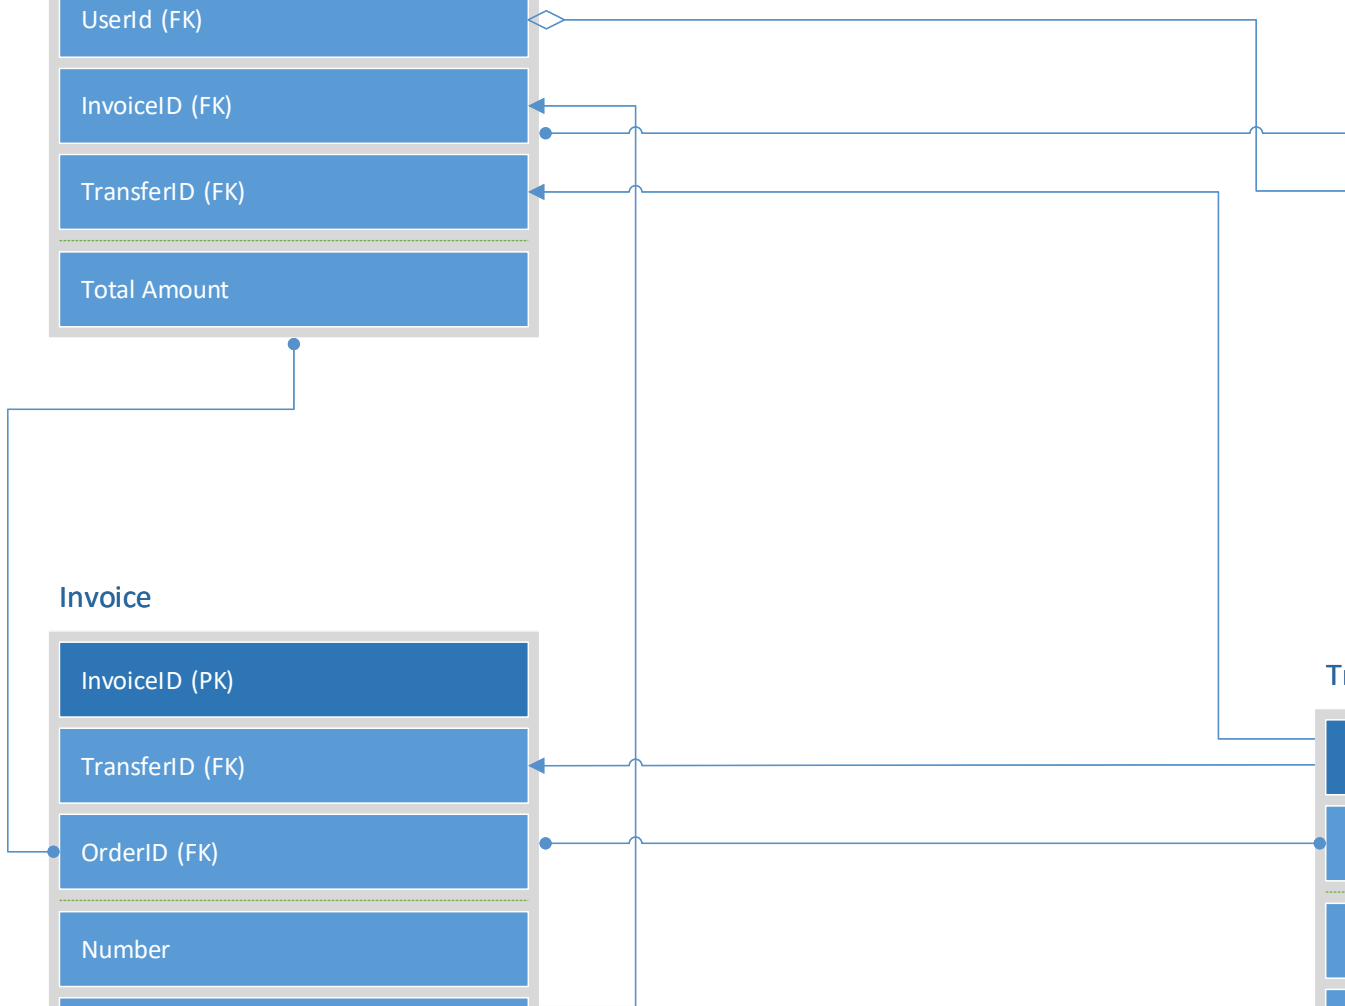 UserId (FK)
InvoiceID (FK)
TransferID (FK)
Total Amount
Invoice
InvoiceID (PK)
TransferID (FK)
OrderID (FK)
Number